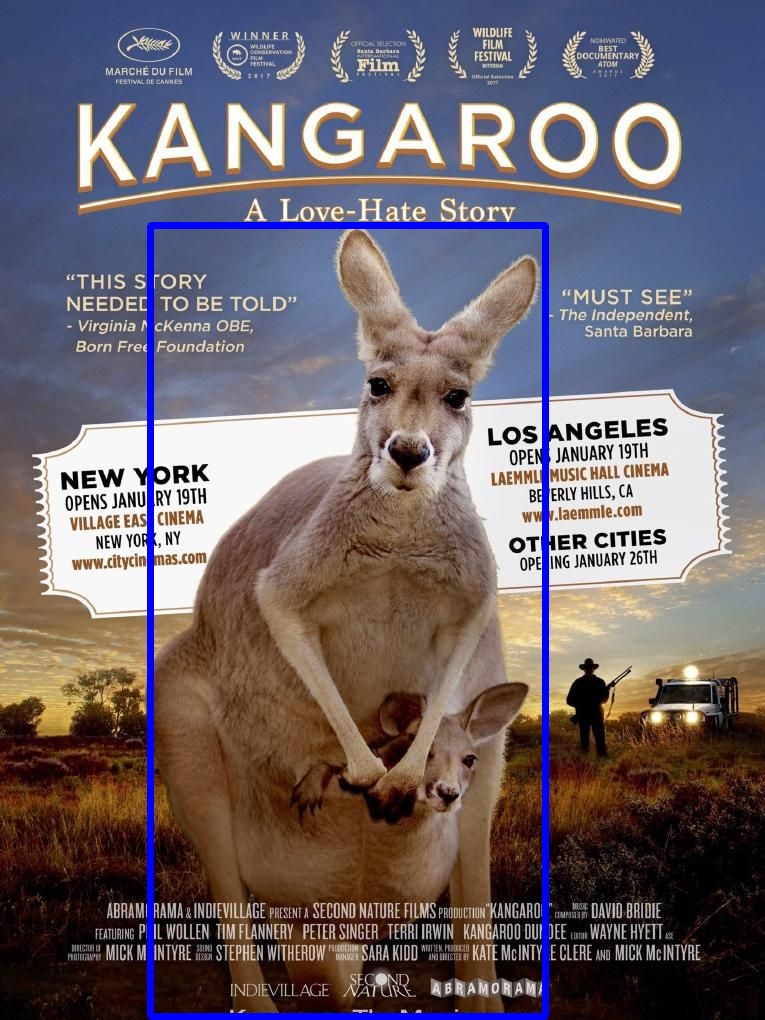 MARCHÉ DU FILM
FESTIVAL DE CANNES
WINNER
WILDLIFE
CONSERVATION
FILM
FESTIVAL
2017
OFFICIAL SELECTION
Santa Barbara
INTERNATIONAL
Film
FESTIVAL
WILDLIFE
FILM
FESTIVAL
ROTTERDAM
Official Selection
2017
NOMINATED
BEST
DOCUMENTARY
ATOM
AWARDS
2017
KANGAROO
A Love-Hate Story
“THIS STORY
NEEDED TO BE TOLD”
- Virginia McKenna OBE,
Born Free Foundation
“MUST SEE”
- The Independent,
Santa Barbara
NEW YORK
OPENS JANUARY 19TH
VILLAGE EAST CINEMA
NEW YORK, NY
www.citycinemas.com
LOS ANGELES
OPENS JANUARY 19TH
LAEMMLE MUSIC HALL CINEMA
BEVERLY HILLS, CA
www.laemmle.com
OTHER CITIES
OPENING JANUARY 26TH
ABRAMORAMA & INDIEVILLAGE PRESENT A SECOND NATURE FILMS PRODUCTION "KANGAROO" MUSIC COMPOSED BY DAVID BRIDIE
FEATURING PHIL WOLLEN TIM FLANNERY PETER SINGER TERRI IRWIN KANGAROO DUNDEE EDITOR WAYNE HYETT ASE
DIRECTOR OF PHOTOGRAPHY MICK McINTYRE SOUND DESIGN STEPHEN WITHEROW PRODUCTION MANAGER SARA KIDD WRITTEN, PRODUCED AND DIRECTED BY KATE McINTYRE CLERE AND MICK McINTYRE
INDIEVILLAGE
SECOND
NATURE
ABRAMORAMA